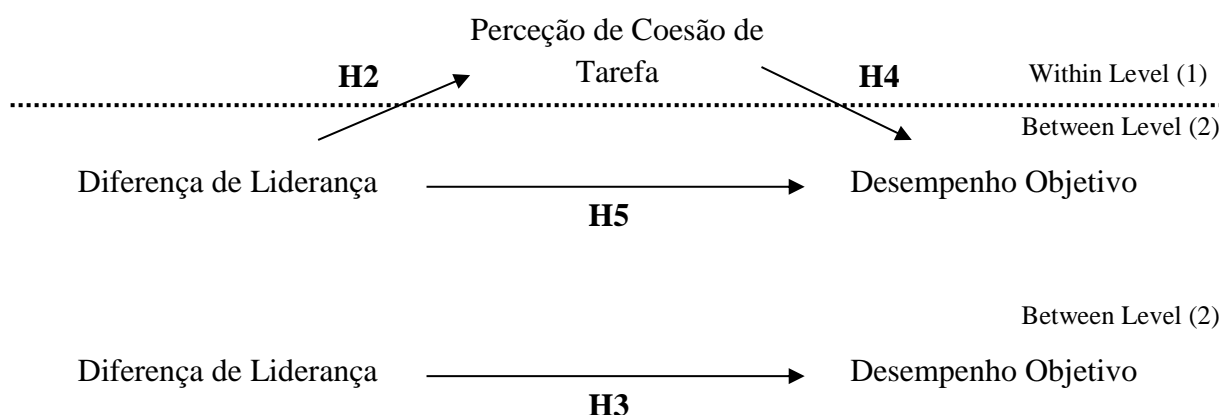 Perceção de Coesão de
H2 Tarefa H4 Within Level (1)
Between Level (2)
Diferença de Liderança Desempenho Objetivo
H5
Between Level (2)
Diferença de Liderança Desempenho Objetivo
H3